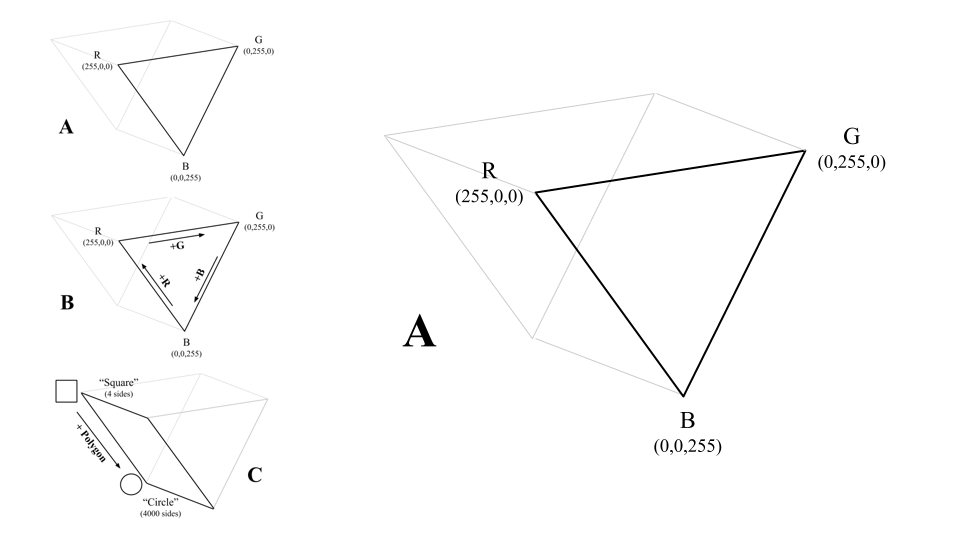 R
(255,0,0)
G
(0,255,0)
A
B
(0,0,255)
R
(255,0,0)
G
(0,255,0)
+G
+R
+B
B
B
(0,0,255)
“Square”
(4 sides)
+ Polygon
C
“Circle”
(4000 sides)
R
(255,0,0)
G
(0,255,0)
A
B
(0,0,255)